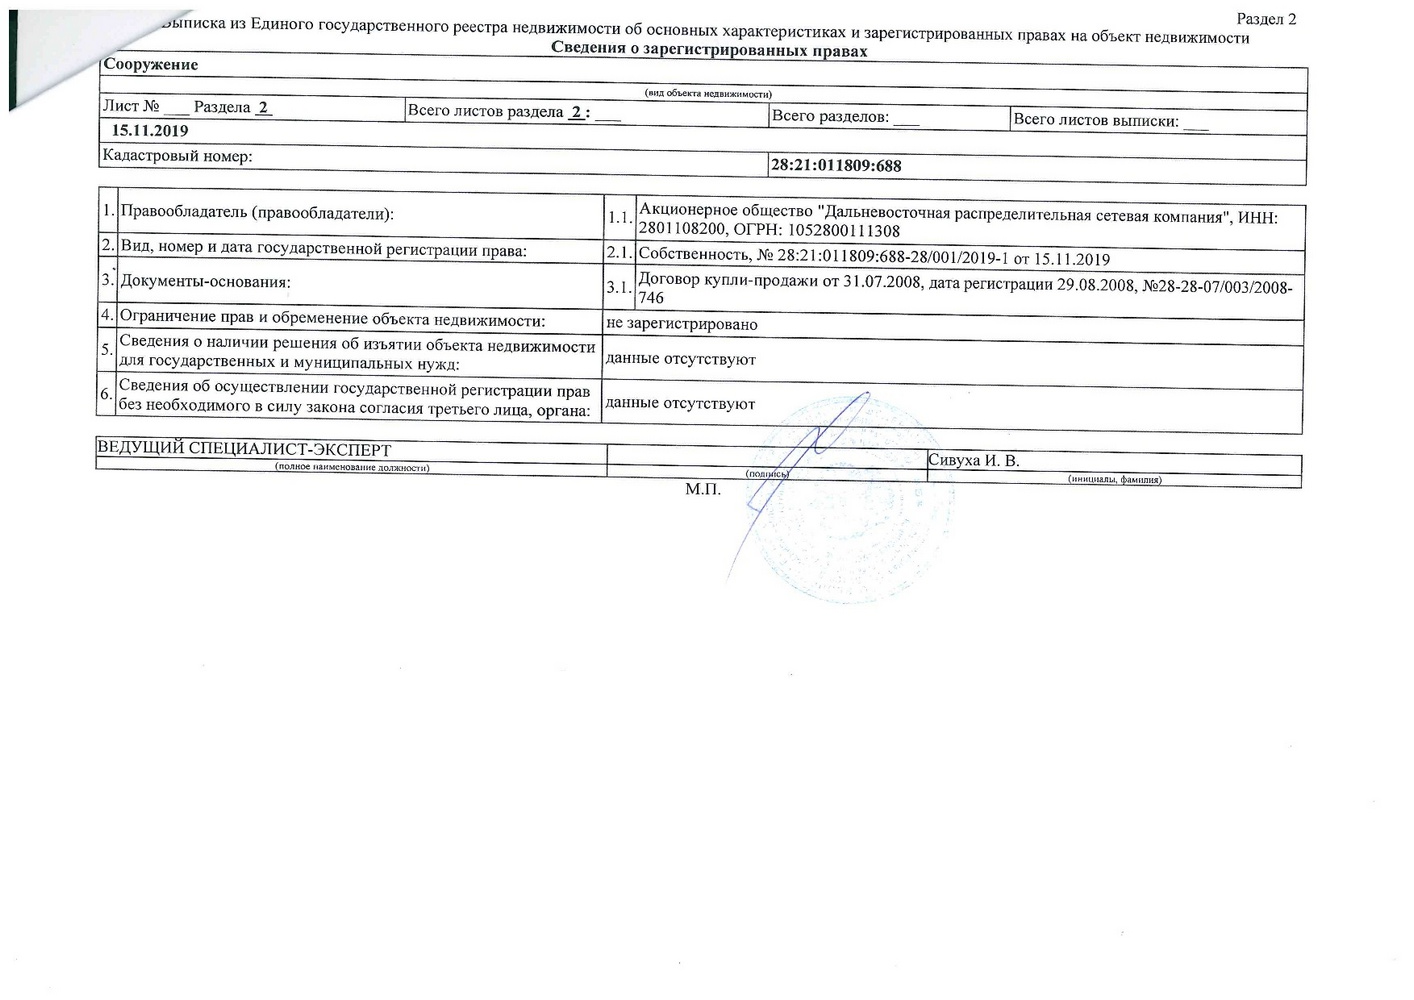 Раздел 2
Выписка из Единого государственного реестра недвижимости об основных характеристиках и зарегистрированных правах на объект недвижимости
Сведения о зарегистрированных правах
Сооружение
(вид объекта недвижимости)
Лист № ___ Раздела 2 Всего листов раздела 2 : ___ Всего разделов: ___ Всего листов выписки: ___
15.11.2019
Кадастровый номер: 28:21:011809:688
1. Правообладатель (правообладатели): 1.1. Акционерное общество "Дальневосточная распределительная сетевая компания", ИНН:
2801108200, ОГРН: 1052800111308
2. Вид, номер и дата государственной регистрации права: 2.1. Собственность, № 28:21:011809:688-28/001/2019-1 от 15.11.2019
3. Документы-основания: 3.1. Договор купли-продажи от 31.07.2008, дата регистрации 29.08.2008, №28-28-07/003/2008-
746
4. Ограничение прав и обременение объекта недвижимости: не зарегистрировано
5. Сведения о наличии решения об изъятии объекта недвижимости
для государственных и муниципальных нужд: данные отсутствуют
6. Сведения об осуществлении государственной регистрации прав
без необходимого в силу закона согласия третьего лица, органа: данные отсутствуют
ВЕДУЩИЙ СПЕЦИАЛИСТ-ЭКСПЕРТ Сивуха И. В.
(полное наименование должности) (подпись) (инициалы, фамилия)
М.П.